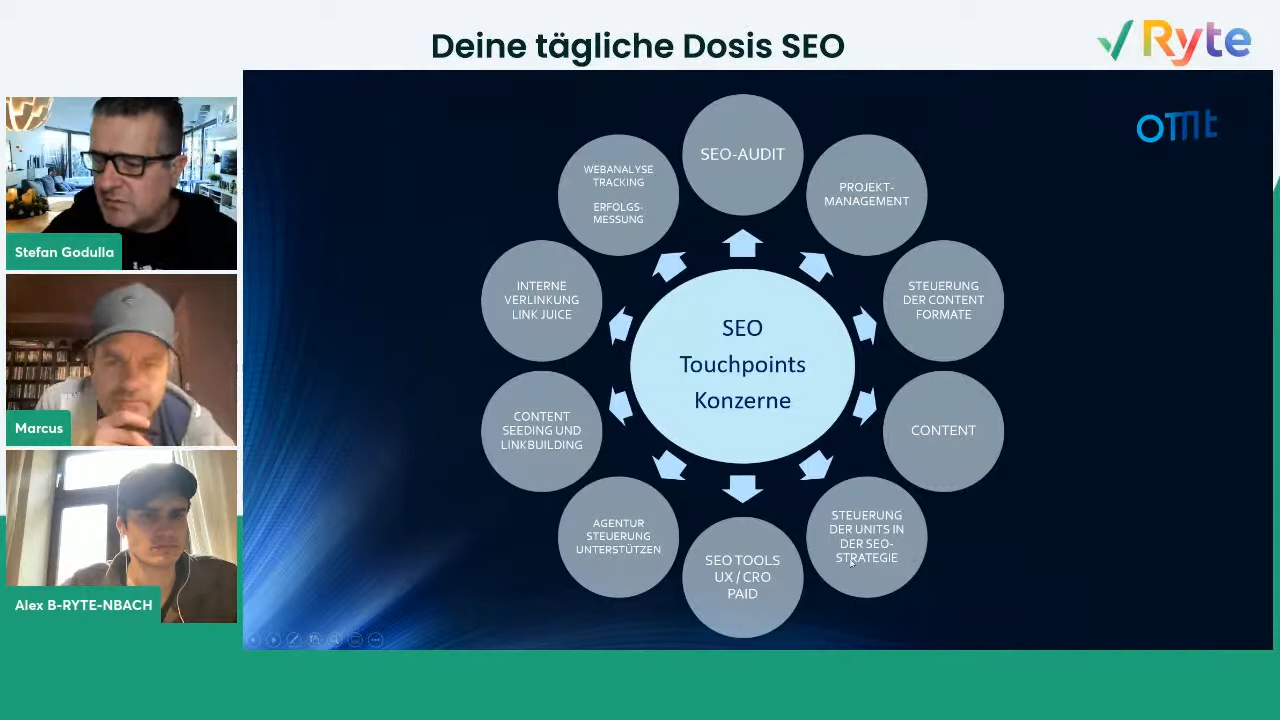 Deine tägliche Dosis SEO
Ryte
OMT
Stefan Godulla
Marcus
Alex B-RYTE-NBACH
SEO
Touchpoints
Konzerne
SEO-AUDIT
PROJEKT-
MANAGEMENT
STEUERUNG
DER CONTENT
FORMATE
CONTENT
STEUERUNG
DER UNITS IN
DER SEO-
STRATEGIE
SEO TOOLS
UX / CRO
PAID
AGENTUR
STEUERUNG
UNTERSTÜTZEN
CONTENT
SEEDING UND
LINKBUILDING
INTERNE
VERLINKUNG
LINK JUICE
WEBANALYSE
TRACKING
ERFOLGS-
MESSUNG